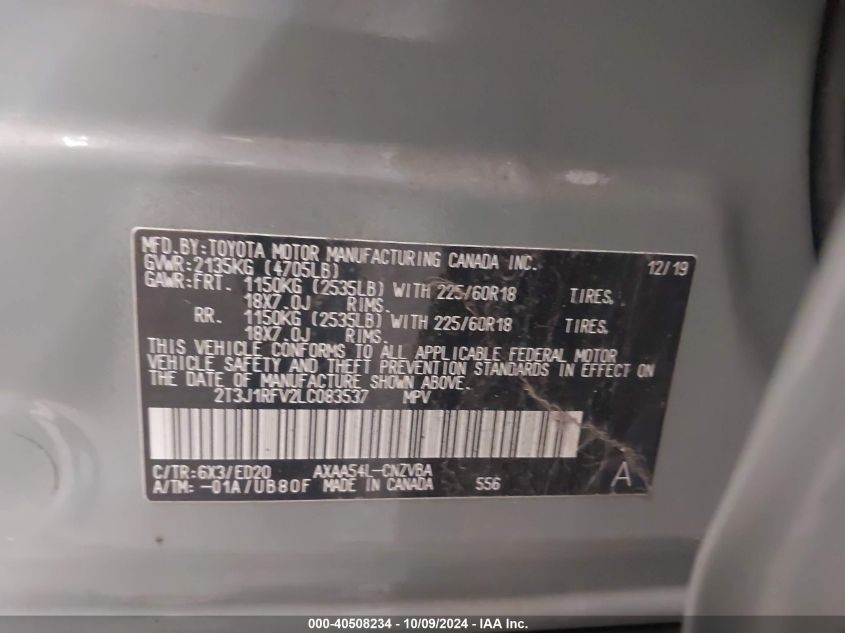 MFD.BY:TOYOTA MOTOR MANUFACTURING CANADA INC. 12/19
GVWR:2135KG (4705LB)
GAWR:FRT. 1150KG (2535LB) WITH 225/60R18 TIRES,
18X7.0J RIMS.
RR. 1150KG (2535LB) WITH 225/60R18 TIRES,
18X7.0J RIMS.
THIS VEHICLE CONFORMS TO ALL APPLICABLE FEDERAL MOTOR
VEHICLE SAFETY AND THEFT PREVENTION STANDARDS IN EFFECT ON
THE DATE OF MANUFACTURE SHOWN ABOVE.
2T3J1RFV2LC083537 MPV
C/TR:6X3/ED20 AXAA54L-CNZVBA
A/TM:-01A/UB80F MADE IN CANADA 556 A
000-40508234 - 10/09/2024 - IAA Inc.